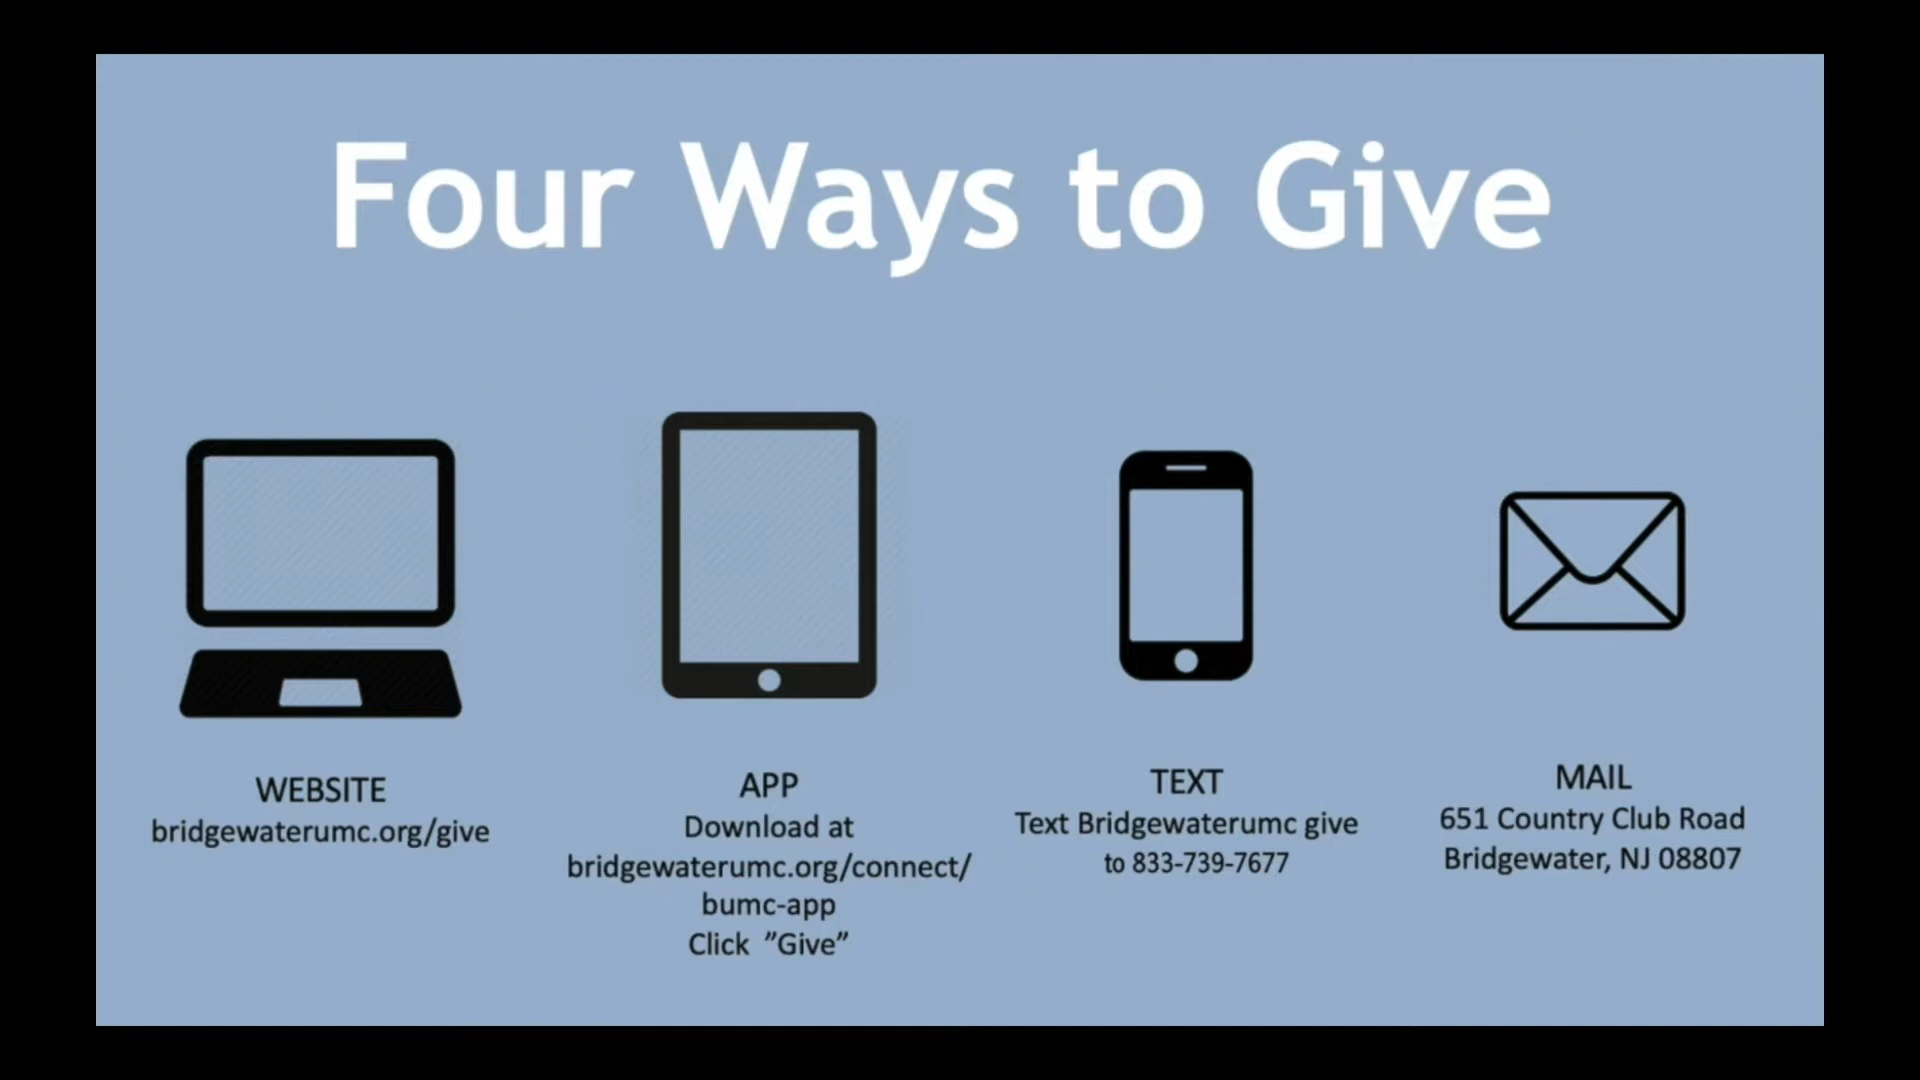 Four Ways to Give
WEBSITE
bridgewaterumc.org/give
APP
Download at
bridgewaterumc.org/connect/
bumc-app
Click ”Give”
TEXT
Text Bridgewaterumc give
to 833-739-7677
MAIL
651 Country Club Road
Bridgewater, NJ 08807